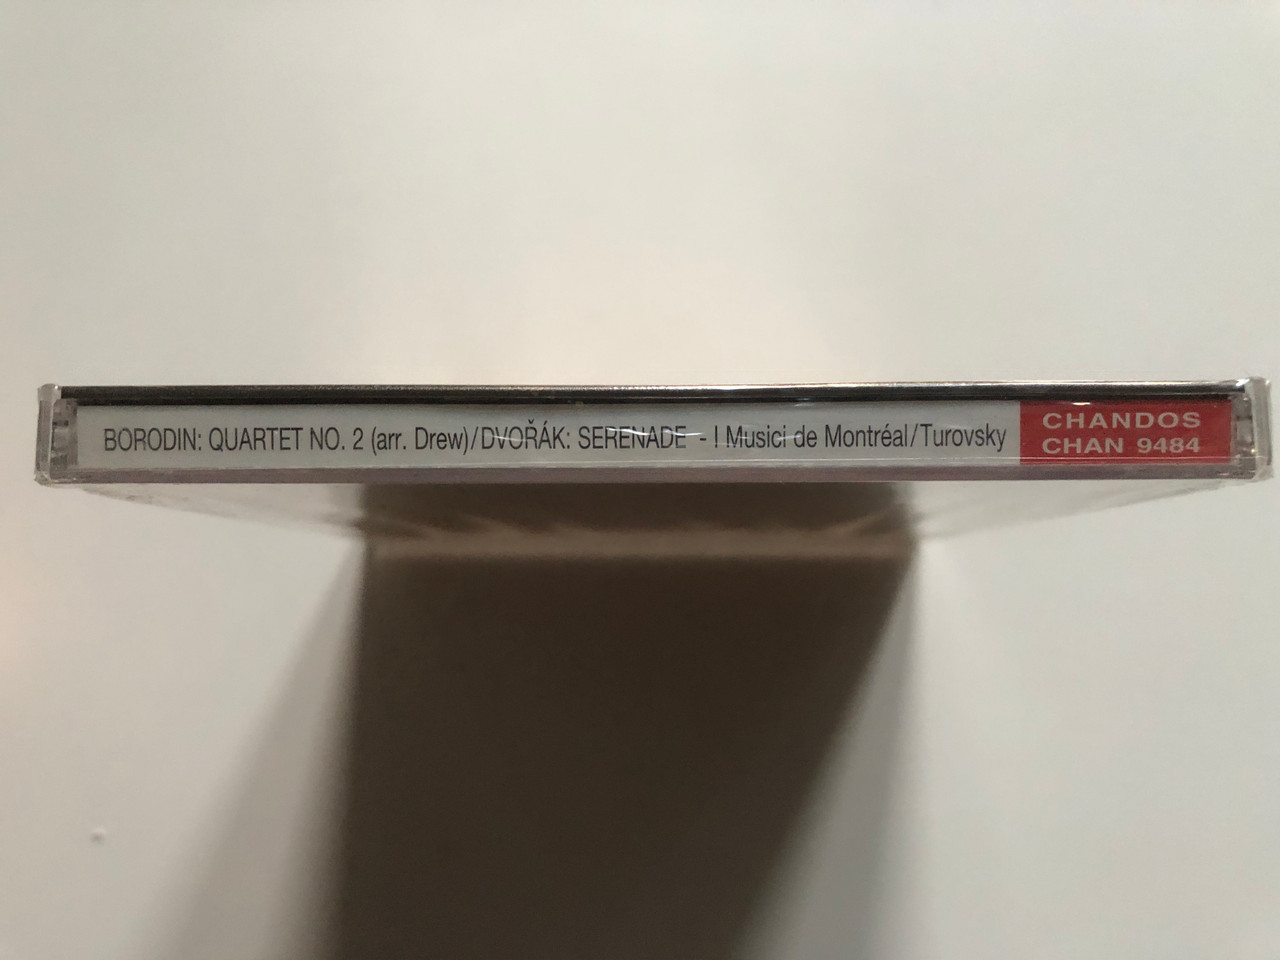 BORODIN: QUARTET NO. 2 (arr. Drew)/DVOŘÁK: SERENADE - I Musici de Montréal/Turovsky
CHANDOS
CHAN 9484